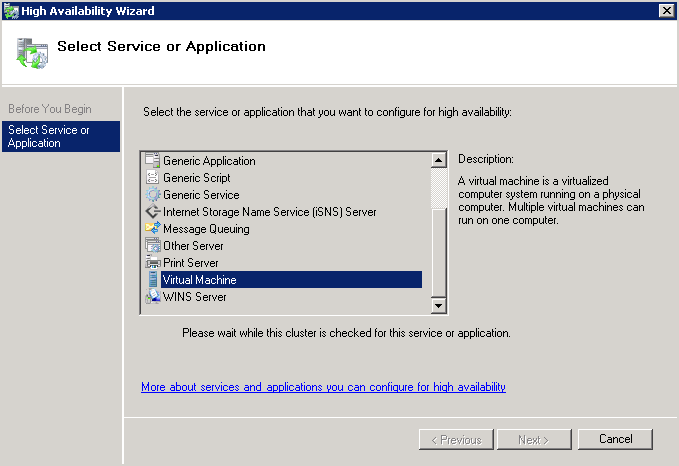 High Availability Wizard
Select Service or Application
Before You Begin
Select Service or
Application
Select the service or application that you want to configure for high availability:
Generic Application
Generic Script
Generic Service
Internet Storage Name Service (iSNS) Server
Message Queuing
Other Server
Print Server
Virtual Machine
WINS Server
Description:
A virtual machine is a virtualized
computer system running on a physical
computer. Multiple virtual machines can
run on one computer.
Please wait while this cluster is checked for this service or application.
More about services and applications you can configure for high availability
< Previous
Next >
Cancel